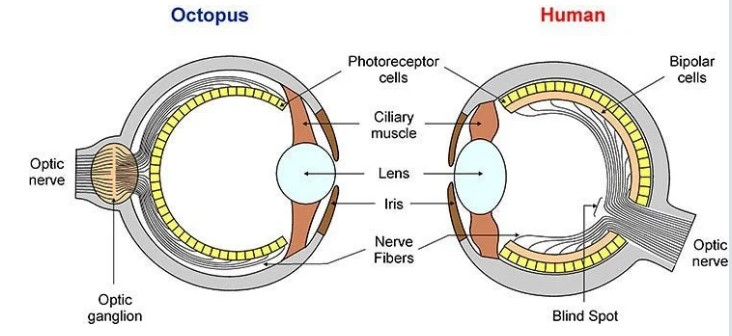 Octopus
Human
Photoreceptor
cells
Bipolar
cells
Ciliary
muscle
Optic
nerve
Lens
Iris
Nerve
Fibers
Optic
nerve
Optic
ganglion
Blind Spot